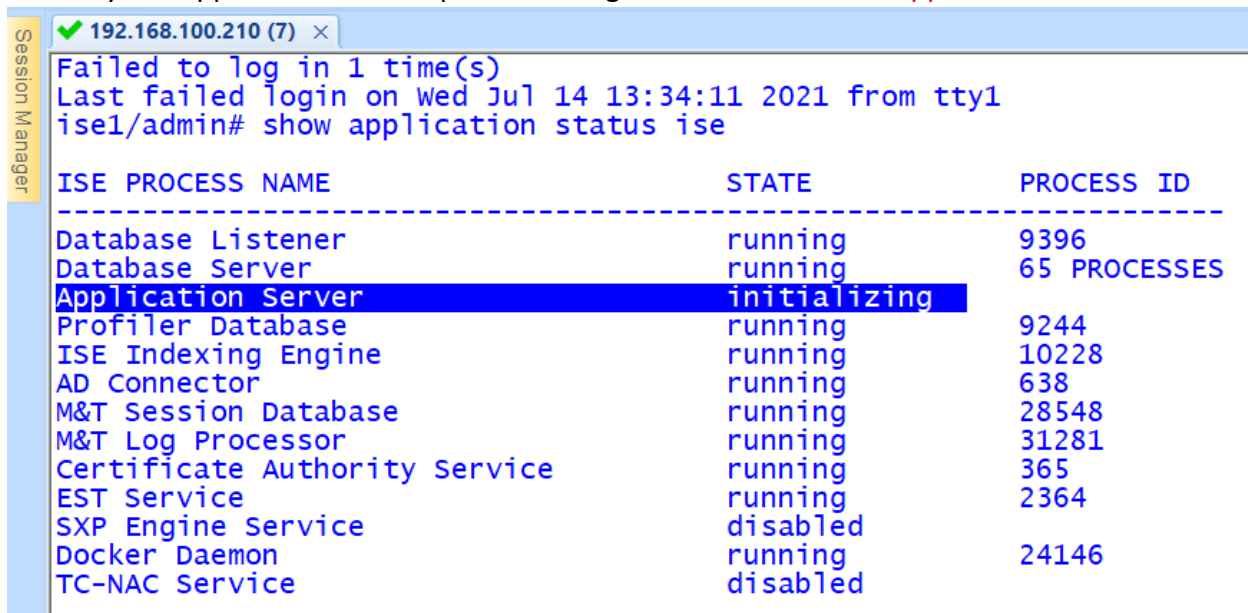 Session Manager
192.168.100.210 (7) ×
Failed to log in 1 time(s)
Last failed login on Wed Jul 14 13:34:11 2021 from tty1
ise1/admin# show application status ise
ISE PROCESS NAME STATE PROCESS ID
--------------------------------------------------------------------
Database Listener running 9396
Database Server running 65 PROCESSES
Application Server initializing
Profiler Database running 9244
ISE Indexing Engine running 10228
AD Connector running 638
M&T Session Database running 28548
M&T Log Processor running 31281
Certificate Authority Service running 365
EST Service running 2364
SXP Engine Service disabled
Docker Daemon running 24146
TC-NAC Service disabled